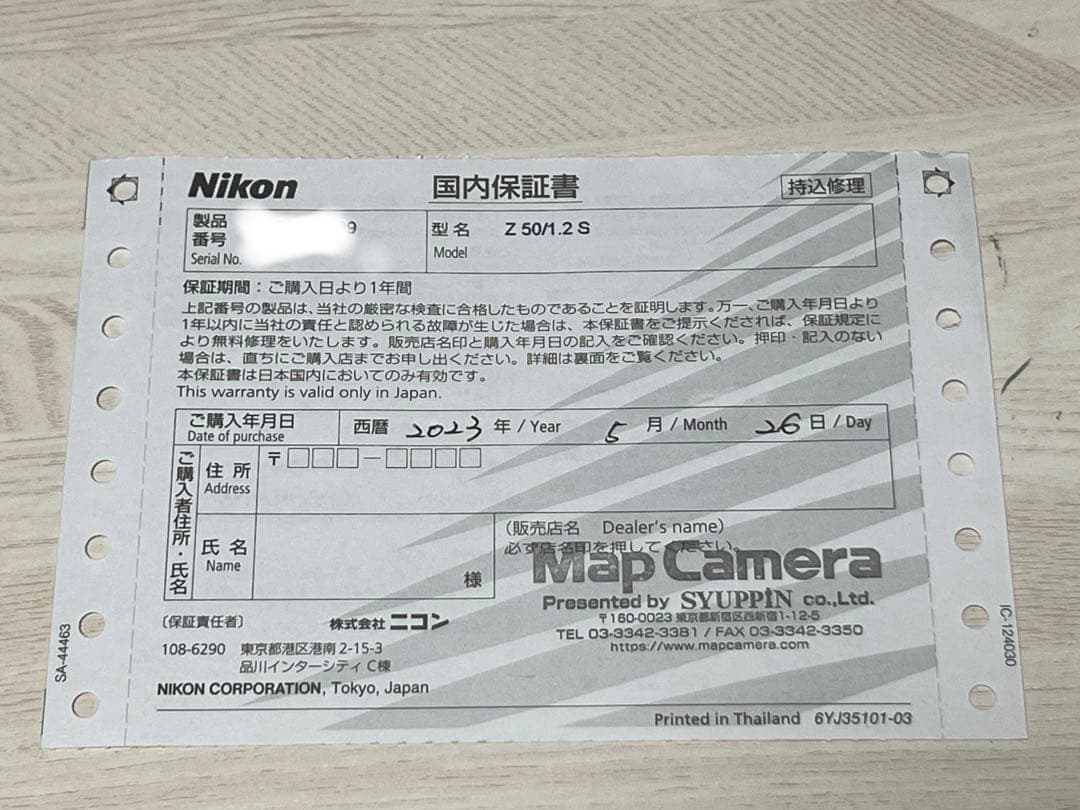 Nikon
国内保証書
持込修理
製品番号
Serial No.
9
型名 Z 50/1.2 S
Model
保証期間：ご購入日より1年間
上記番号の製品は、当社の厳密な検査に合格したものであることを証明します。万一、ご購入年月日より
1年以内に当社の責任と認められる故障が生じた場合は、本保証書をご提示くだされば、保証規定に
より無料修理をいたします。販売店名印と購入年月日の記入をご確認ください。押印・記入のない
場合は、直ちにご購入店までお申し出ください。詳細は裏面をご覧ください。
本保証書は日本国内においてのみ有効です。
This warranty is valid only in Japan.
ご購入年月日
Date of purchase
西暦 2023 年 / Year 5 月 / Month 26 日 / Day
ご購入者住所・氏名
住所
Address
〒□□□－□□□□
氏名
Name
様
（販売店名 Dealer's name）
必ず店名印を押してください。
Map Camera
Presented by SYUPPIN co.,Ltd.
〒160-0023 東京都新宿区西新宿1-12-5
TEL 03-3342-3381 / FAX 03-3342-3350
https://www.mapcamera.com
〔保証責任者〕 株式会社 ニコン
108-6290 東京都港区港南 2-15-3
品川インターシティ C棟
NIKON CORPORATION, Tokyo, Japan
Printed in Thailand 6YJ35101-03
SA-44463
IC-124030